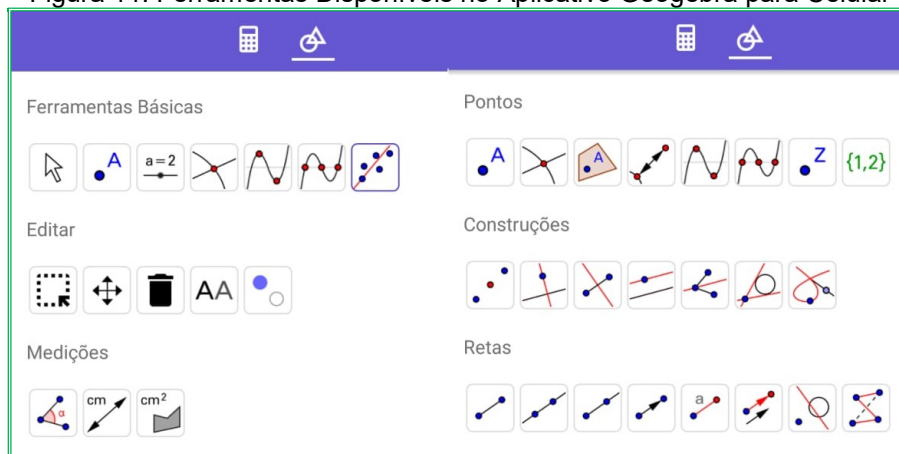 Ferramentas Básicas
A
a=2
Editar
AA
Medições
α
cm
cm²
Pontos
A
A
Z
{1,2}
Construções
Retas
a